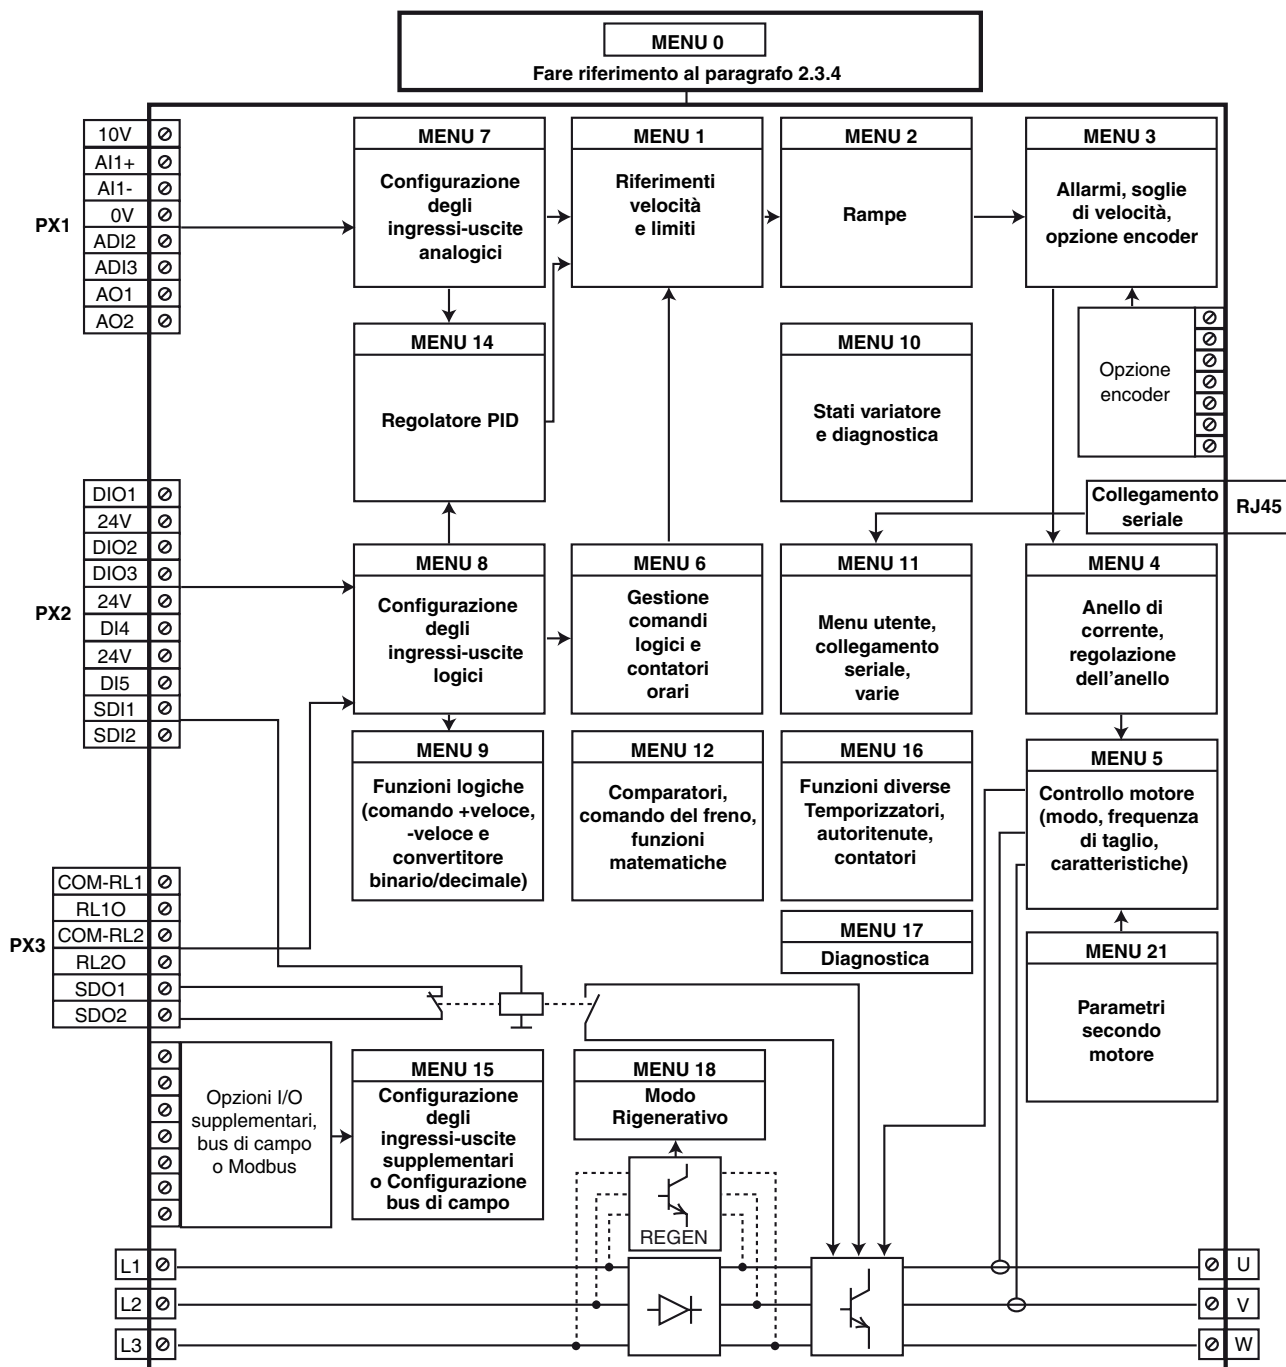 MENU 0
Fare riferimento al paragrafo 2.3.4
PX1
10V
AI1+
AI1-
0V
ADI2
ADI3
AO1
AO2
MENU 7
Configurazione
degli
ingressi-uscite
analogici
MENU 1
Riferimenti
velocità
e limiti
MENU 2
Rampe
MENU 3
Allarmi, soglie
di velocità,
opzione encoder
MENU 14
Regolatore PID
MENU 10
Stati variatore
e diagnostica
Opzione
encoder
Collegamento
seriale
RJ45
PX2
DIO1
24V
DIO2
DIO3
24V
DI4
24V
DI5
SDI1
SDI2
MENU 8
Configurazione
degli
ingressi-uscite
logici
MENU 6
Gestione
comandi
logici e
contatori
orari
MENU 11
Menu utente,
collegamento
seriale,
varie
MENU 4
Anello di
corrente,
regolazione
dell'anello
MENU 9
Funzioni logiche
(comando +veloce,
-veloce e
convertitore
binario/decimale)
MENU 12
Comparatori,
comando del freno,
funzioni
matematiche
MENU 16
Funzioni diverse
Temporizzatori,
autoritenute,
contatori
MENU 5
Controllo motore
(modo, frequenza
di taglio,
caratteristiche)
PX3
COM-RL1
RL1O
COM-RL2
RL2O
SDO1
SDO2
MENU 17
Diagnostica
MENU 21
Parametri
secondo
motore
Opzioni I/O
supplementari,
bus di campo
o Modbus
MENU 15
Configurazione
degli
ingressi-uscite
supplementari
o Configurazione
bus di campo
MENU 18
Modo
Rigenerativo
REGEN
L1
L2
L3
U
V
W